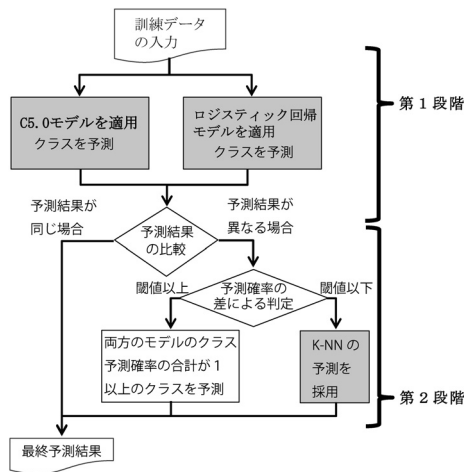 訓練データ
の入力
C5.0モデルを適用
クラスを予測
ロジスティック回帰
モデルを適用
クラスを予測
第1段階
予測結果が
同じ場合
予測結果
の比較
予測結果が
異なる場合
閾値以上
予測確率の
差による判定
閾値以下
両方のモデルのクラス
予測確率の合計が1
以上のクラスを予測
K-NNの
予測を
採用
第2段階
最終予測結果